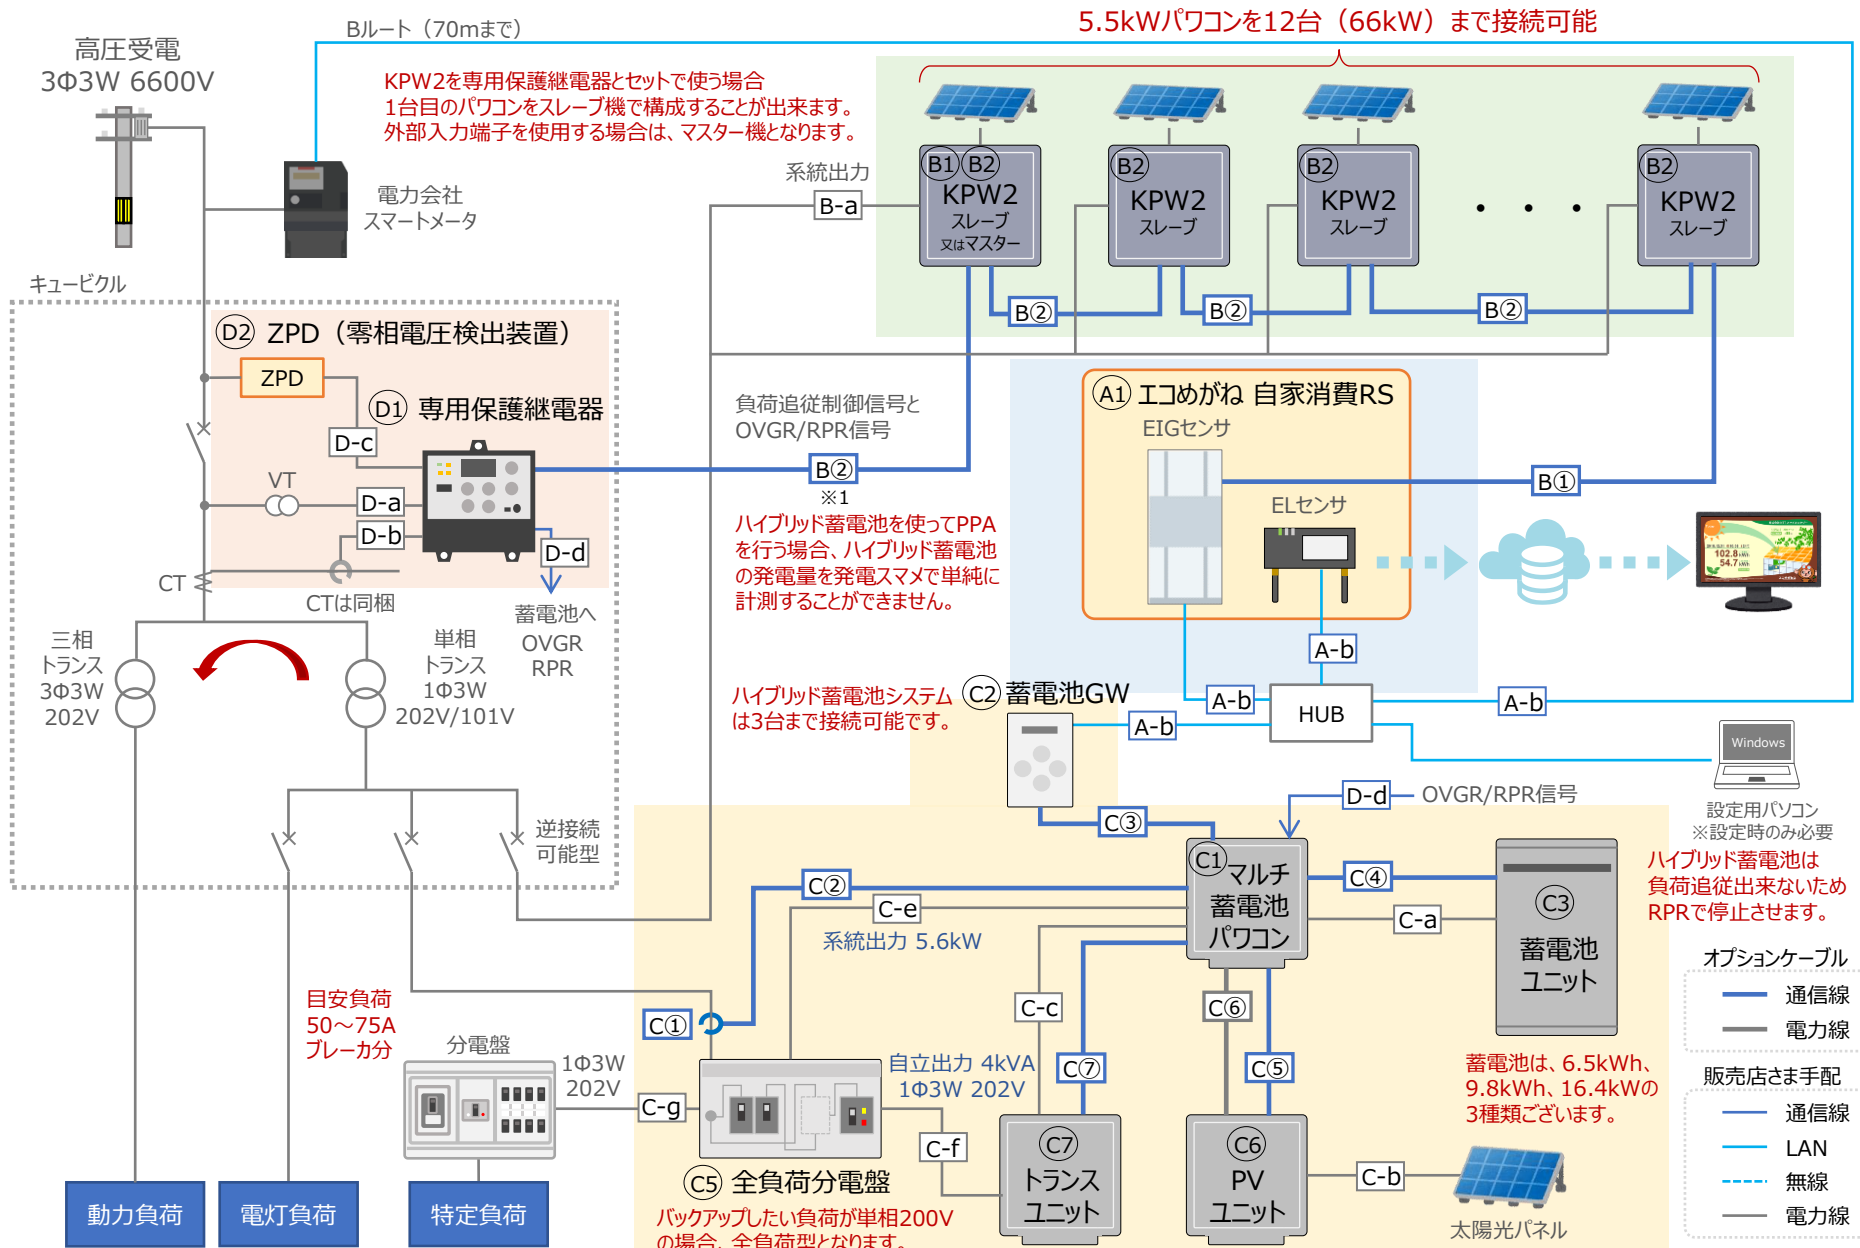 5.5kWパワコンを12台（66kW）まで接続可能
Bルート（70mまで）
高圧受電
3Φ3W 6600V
KPW2を専用保護継電器とセットで使う場合
1台目のパワコンをスレーブ機で構成することが出来ます。
外部入力端子を使用する場合は、マスター機となります。
電力会社
スマートメータ
系統出力
B-a
B1 B2
KPW2
スレーブ
又はマスター
B2
KPW2
スレーブ
B2
KPW2
スレーブ
・・・
B2
KPW2
スレーブ
B②
B②
B②
キュービクル
D2 ZPD（零相電圧検出装置）
ZPD
D1 専用保護継電器
D-c
VT
D-a
D-b
D-d
CT
CTは同梱
蓄電池へ
OVGR
RPR
負荷追従制御信号と
OVGR/RPR信号
B②
※1
ハイブリッド蓄電池を使ってPPA
を行う場合、ハイブリッド蓄電池
の発電量を発電スマメで単純に
計測することができません。
A1 エコめがね 自家消費RS
EIGセンサ
ELセンサ
B①
102.8 kWh
54.7 kWh
A-b
A-b
A-b
A-b
HUB
三相
トランス
3Φ3W
202V
単相
トランス
1Φ3W
202V/101V
逆接続
可能型
ハイブリッド蓄電池システム
は3台まで接続可能です。
C2 蓄電池GW
Windows
設定用パソコン
※設定時のみ必要
D-d
OVGR/RPR信号
C③
C1
マルチ
蓄電池
パワコン
C②
C-e
系統出力 5.6kW
C④
C-a
C3
蓄電池
ユニット
ハイブリッド蓄電池は
負荷追従出来ないため
RPRで停止させます。
オプションケーブル
通信線
電力線
販売店さま手配
通信線
LAN
無線
電力線
目安負荷
50～75A
ブレーカ分
C①
C-c
C⑥
C⑦
C⑤
分電盤
1Φ3W
202V
C-g
自立出力 4kVA
1Φ3W 202V
C-f
蓄電池は、6.5kWh、
9.8kWh、16.4kWの
3種類ございます。
C7
トランス
ユニット
C6
PV
ユニット
C-b
太陽光パネル
C5 全負荷分電盤
バックアップしたい負荷が単相200V
の場合、全負荷型となります。
動力負荷
電灯負荷
特定負荷